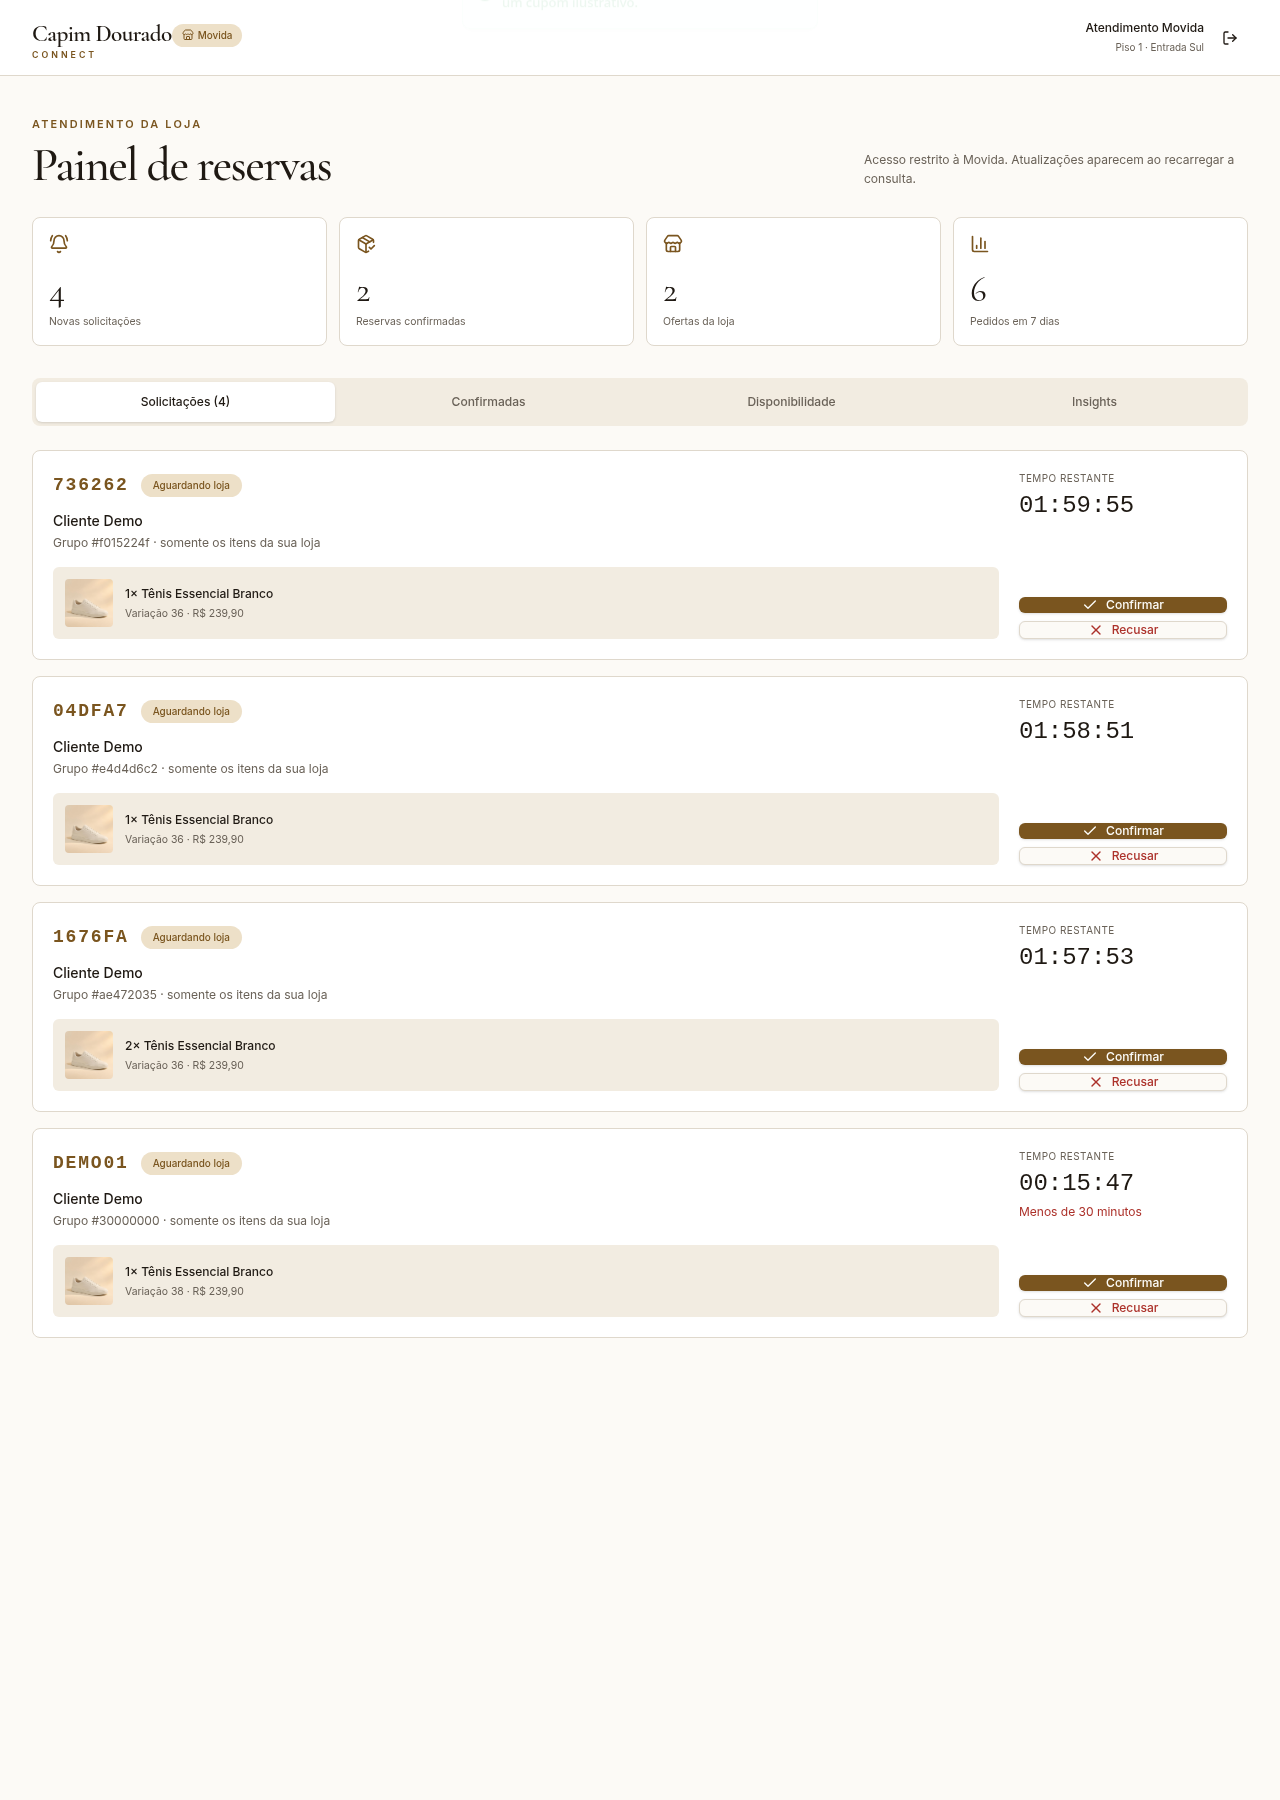 um cupom ilustrativo.
Capim Dourado
CONNECT
Movida
Atendimento Movida
Piso 1 · Entrada Sul
ATENDIMENTO DA LOJA
Painel de reservas
Acesso restrito à Movida. Atualizações aparecem ao recarregar a
consulta.
4
Novas solicitações
2
Reservas confirmadas
2
Ofertas da loja
6
Pedidos em 7 dias
Solicitações (4)
Confirmadas
Disponibilidade
Insights
736262
Aguardando loja
Cliente Demo
Grupo #f015224f · somente os itens da sua loja
1× Tênis Essencial Branco
Variação 36 · R$ 239,90
TEMPO RESTANTE
01:59:55
Confirmar
Recusar
04DFA7
Aguardando loja
Cliente Demo
Grupo #e4d4d6c2 · somente os itens da sua loja
1× Tênis Essencial Branco
Variação 36 · R$ 239,90
TEMPO RESTANTE
01:58:51
Confirmar
Recusar
1676FA
Aguardando loja
Cliente Demo
Grupo #ae472035 · somente os itens da sua loja
2× Tênis Essencial Branco
Variação 36 · R$ 239,90
TEMPO RESTANTE
01:57:53
Confirmar
Recusar
DEMO01
Aguardando loja
Cliente Demo
Grupo #30000000 · somente os itens da sua loja
1× Tênis Essencial Branco
Variação 38 · R$ 239,90
TEMPO RESTANTE
00:15:47
Menos de 30 minutos
Confirmar
Recusar